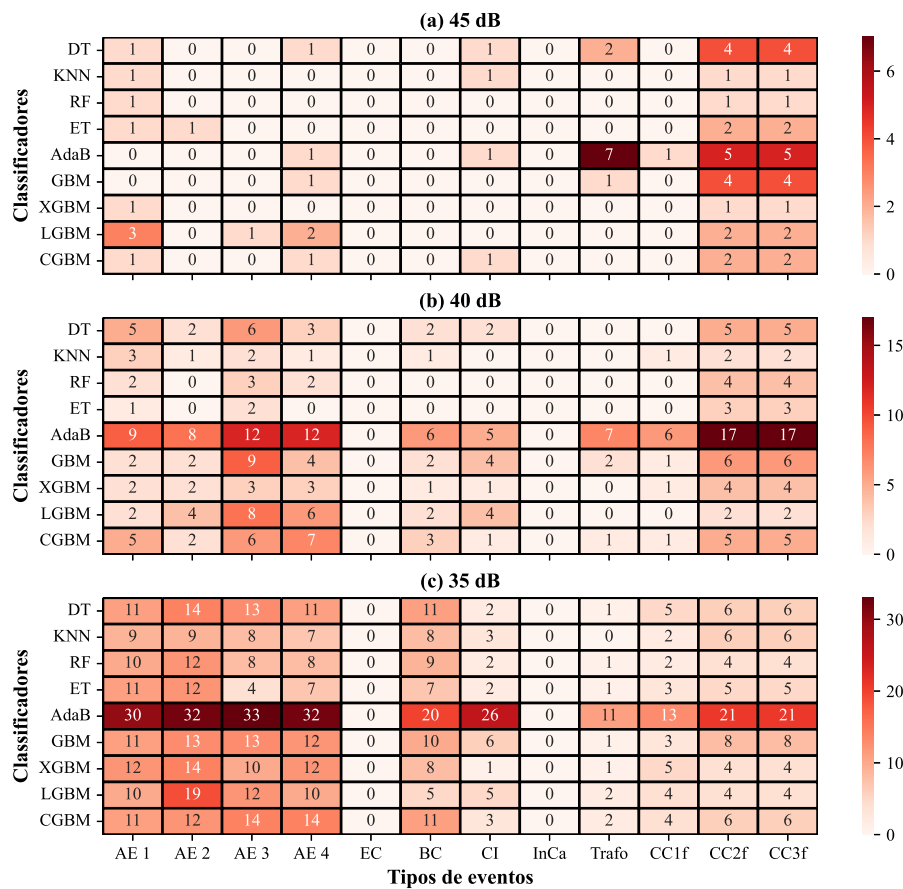 (a) 45 dB
DT 1 0 0 1 0 0 1 0 2 0 4 4
KNN 1 0 0 0 0 0 1 0 0 0 1 1
RF 1 0 0 0 0 0 0 0 0 0 1 1
ET 1 1 0 0 0 0 0 0 0 0 2 2
AdaB 0 0 0 1 0 0 1 0 7 1 5 5
GBM 0 0 0 1 0 0 0 0 1 0 4 4
XGBM 1 0 0 0 0 0 0 0 0 0 1 1
LGBM 3 0 1 2 0 0 0 0 0 0 2 2
CGBM 1 0 0 1 0 0 1 0 0 0 2 2
Classificadores
6
4
2
0
(b) 40 dB
DT 5 2 6 3 0 2 2 0 0 0 5 5
KNN 3 1 2 1 0 1 0 0 0 1 2 2
RF 2 0 3 2 0 0 0 0 0 0 4 4
ET 1 0 2 0 0 0 0 0 0 0 3 3
AdaB 9 8 12 12 0 6 5 0 7 6 17 17
GBM 2 2 9 4 0 2 4 0 2 1 6 6
XGBM 2 2 3 3 0 1 1 0 0 1 4 4
LGBM 2 4 8 6 0 2 4 0 0 0 2 2
CGBM 5 2 6 7 0 3 1 0 1 1 5 5
Classificadores
15
10
5
0
(c) 35 dB
DT 11 14 13 11 0 11 2 0 1 5 6 6
KNN 9 9 8 7 0 8 3 0 0 2 6 6
RF 10 12 8 8 0 9 2 0 1 2 4 4
ET 11 12 4 7 0 7 2 0 1 3 5 5
AdaB 30 32 33 32 0 20 26 0 11 13 21 21
GBM 11 13 13 12 0 10 6 0 1 3 8 8
XGBM 12 14 10 12 0 8 1 0 1 5 4 4
LGBM 10 19 12 10 0 5 5 0 2 4 4 4
CGBM 11 12 14 14 0 11 3 0 2 4 6 6
Classificadores
30
20
10
0
AE 1 AE 2 AE 3 AE 4 EC BC CI InCa Trafo CC1f CC2f CC3f
Tipos de eventos